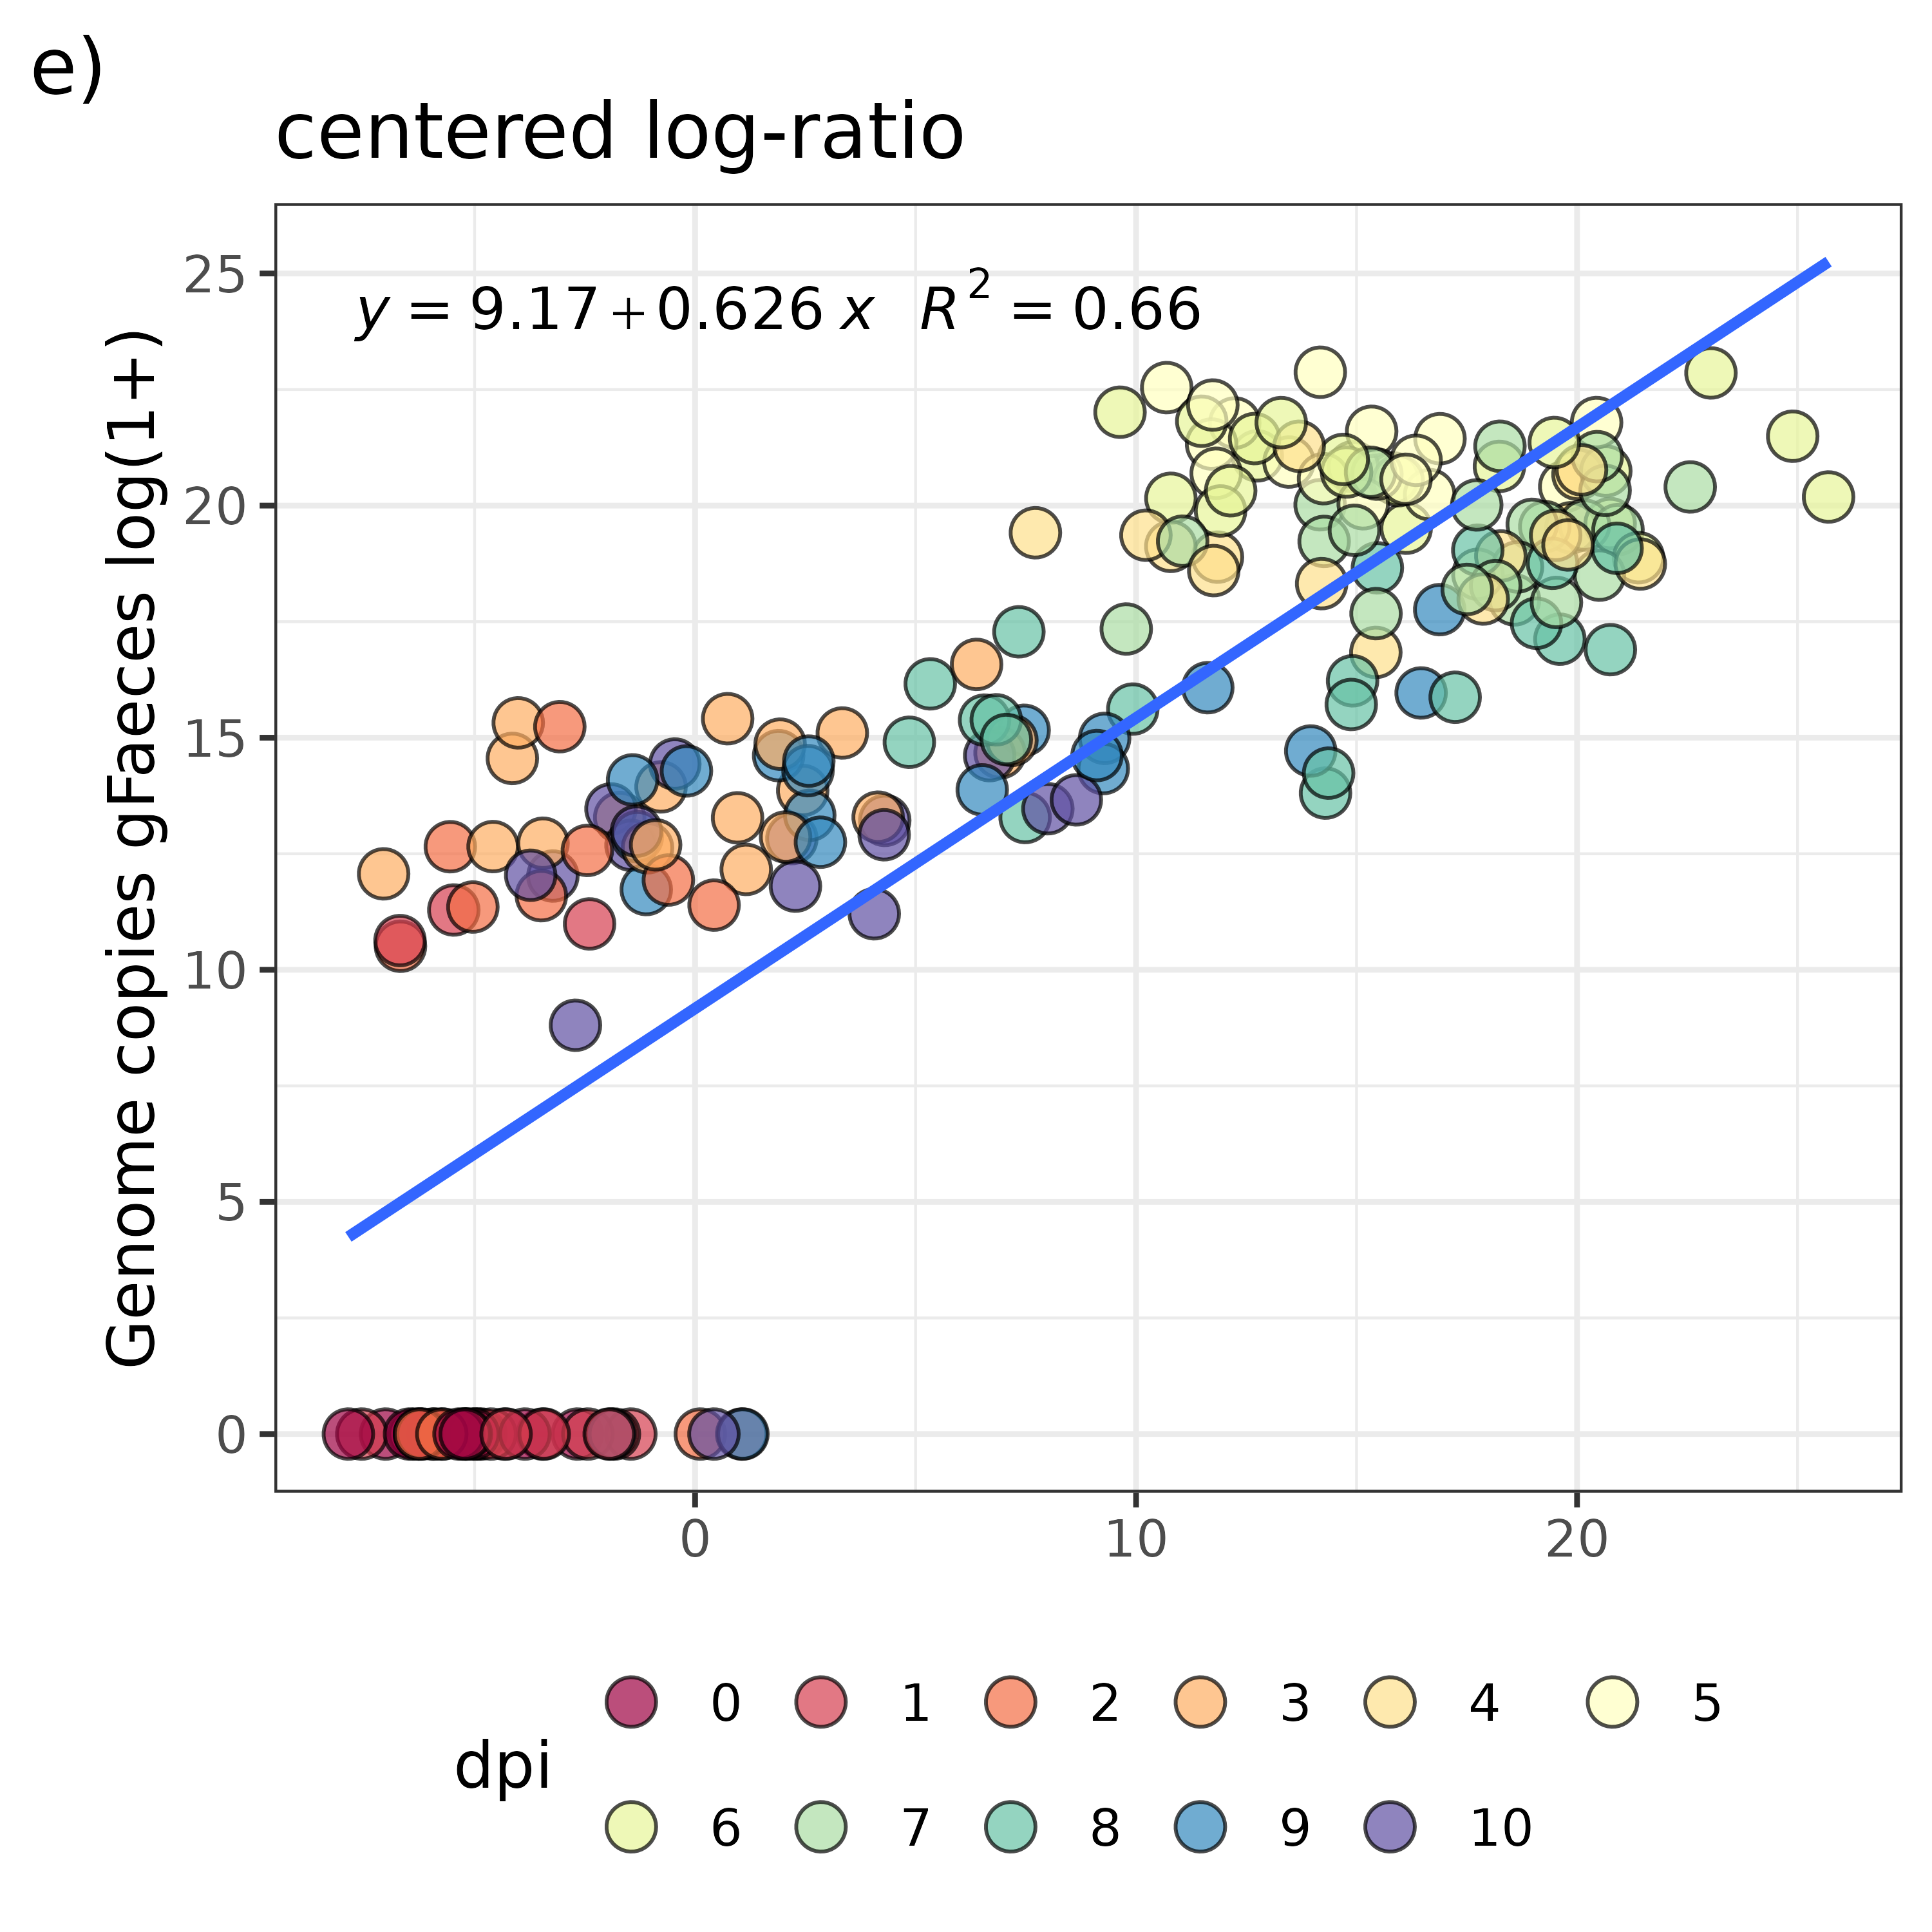 e)
centered log-ratio
Genome copies gFaeces log(1+)
y = 9.17+0.626 x R² = 0.66
25
20
15
10
5
0
0 10 20
dpi
0 1 2 3 4 5
6 7 8 9 10